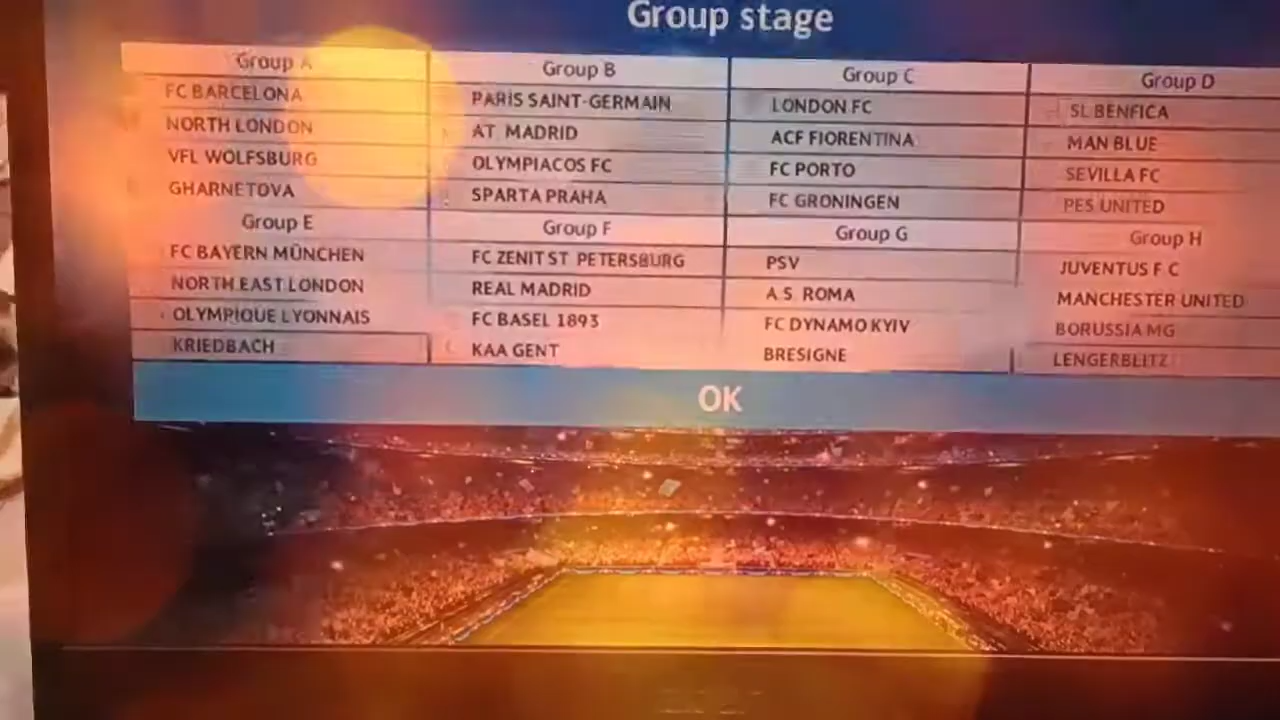 Group stage
Group A
FC BARCELONA
NORTH LONDON
VFL WOLFSBURG
GHARNETOVA
Group B
PARIS SAINT-GERMAIN
AT. MADRID
OLYMPIACOS FC
SPARTA PRAHA
Group C
LONDON FC
ACF FIORENTINA
FC PORTO
FC GRONINGEN
Group D
SL BENFICA
MAN BLUE
SEVILLA FC
PES UNITED
Group E
FC BAYERN MÜNCHEN
NORTH EAST LONDON
OLYMPIQUE LYONNAIS
KRIEDBACH
Group F
FC ZENIT ST. PETERSBURG
REAL MADRID
FC BASEL 1893
KAA GENT
Group G
PSV
A.S. ROMA
FC DYNAMO KYIV
BRESIGNE
Group H
JUVENTUS F.C
MANCHESTER UNITED
BORUSSIA MG
LENGERBLITZ
OK